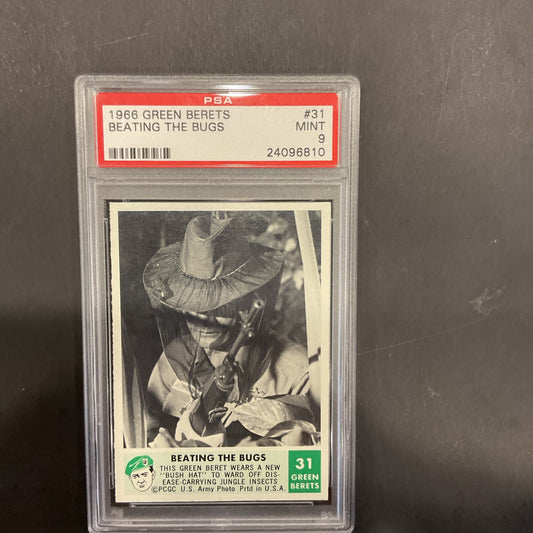 PSA
1966 GREEN BERETS #31
BEATING THE BUGS MINT
9
24096810
BEATING THE BUGS
THIS GREEN BERET WEARS A NEW
"BUSH HAT" TO WARD OFF DIS-
EASE-CARRYING JUNGLE INSECTS
©PCGC U.S. Army Photo Prtd in U.S.A.
31
GREEN
BERETS